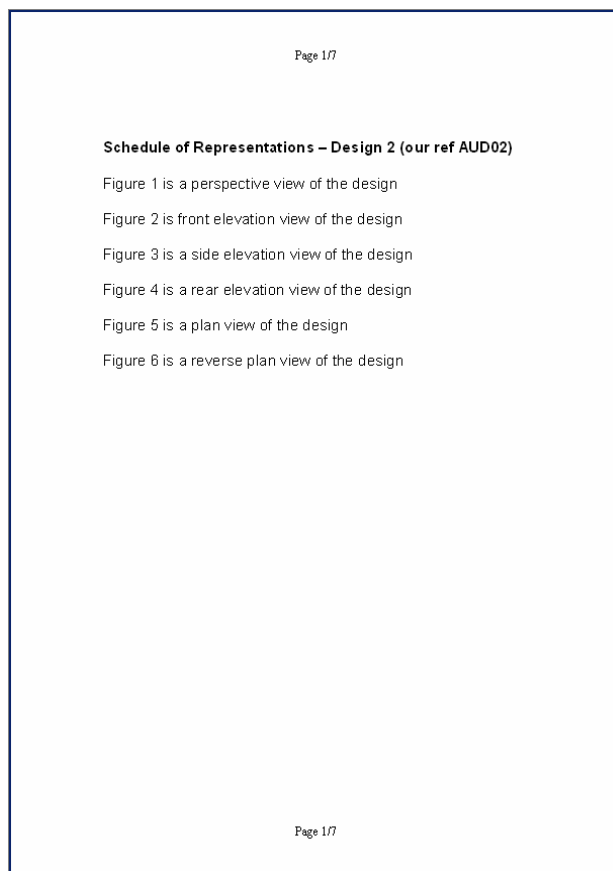 Page 1/7
Schedule of Representations – Design 2 (our ref AUD02)
Figure 1 is a perspective view of the design
Figure 2 is front elevation view of the design
Figure 3 is a side elevation view of the design
Figure 4 is a rear elevation view of the design
Figure 5 is a plan view of the design
Figure 6 is a reverse plan view of the design
Page 1/7